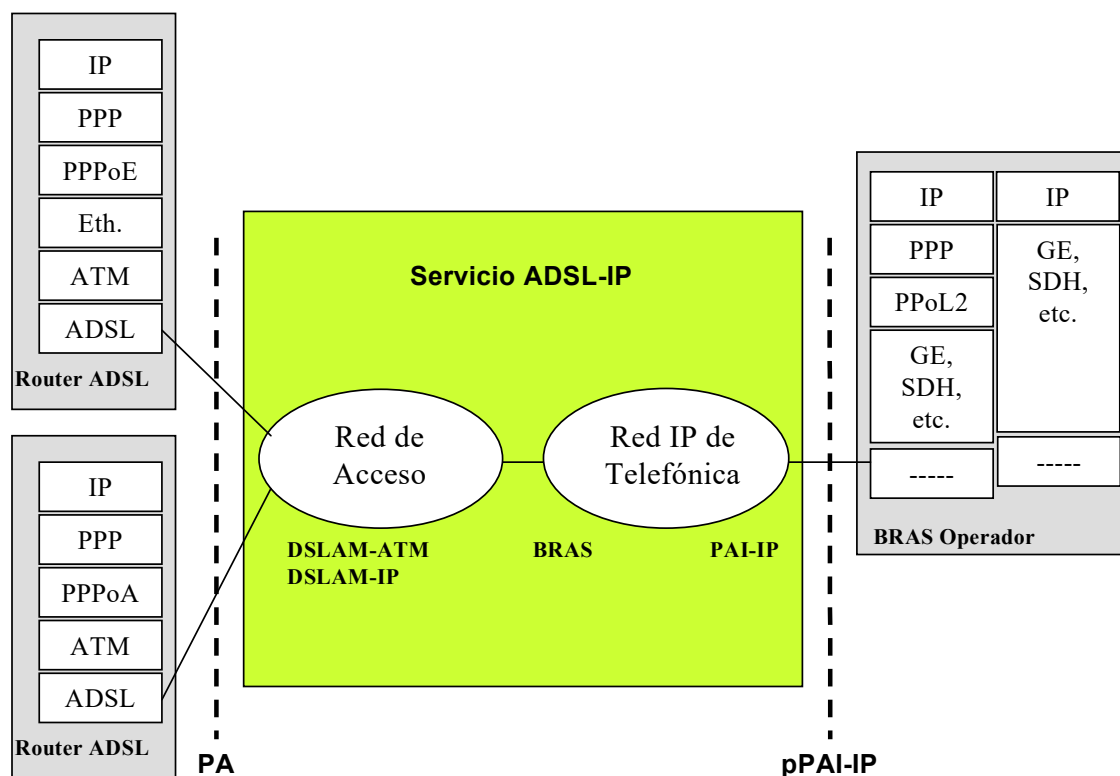 IP
PPP
PPPoE
Eth.
ATM
ADSL
Router ADSL
IP
PPP
PPPoA
ATM
ADSL
Router ADSL
PA
Servicio ADSL-IP
Red de
Acceso
DSLAM-ATM
DSLAM-IP
Red IP de
Telefónica
BRAS
PAI-IP
pPAI-IP
IP
PPP
PPoL2
GE,
SDH,
etc.
-----
IP
GE,
SDH,
etc.
-----
BRAS Operador